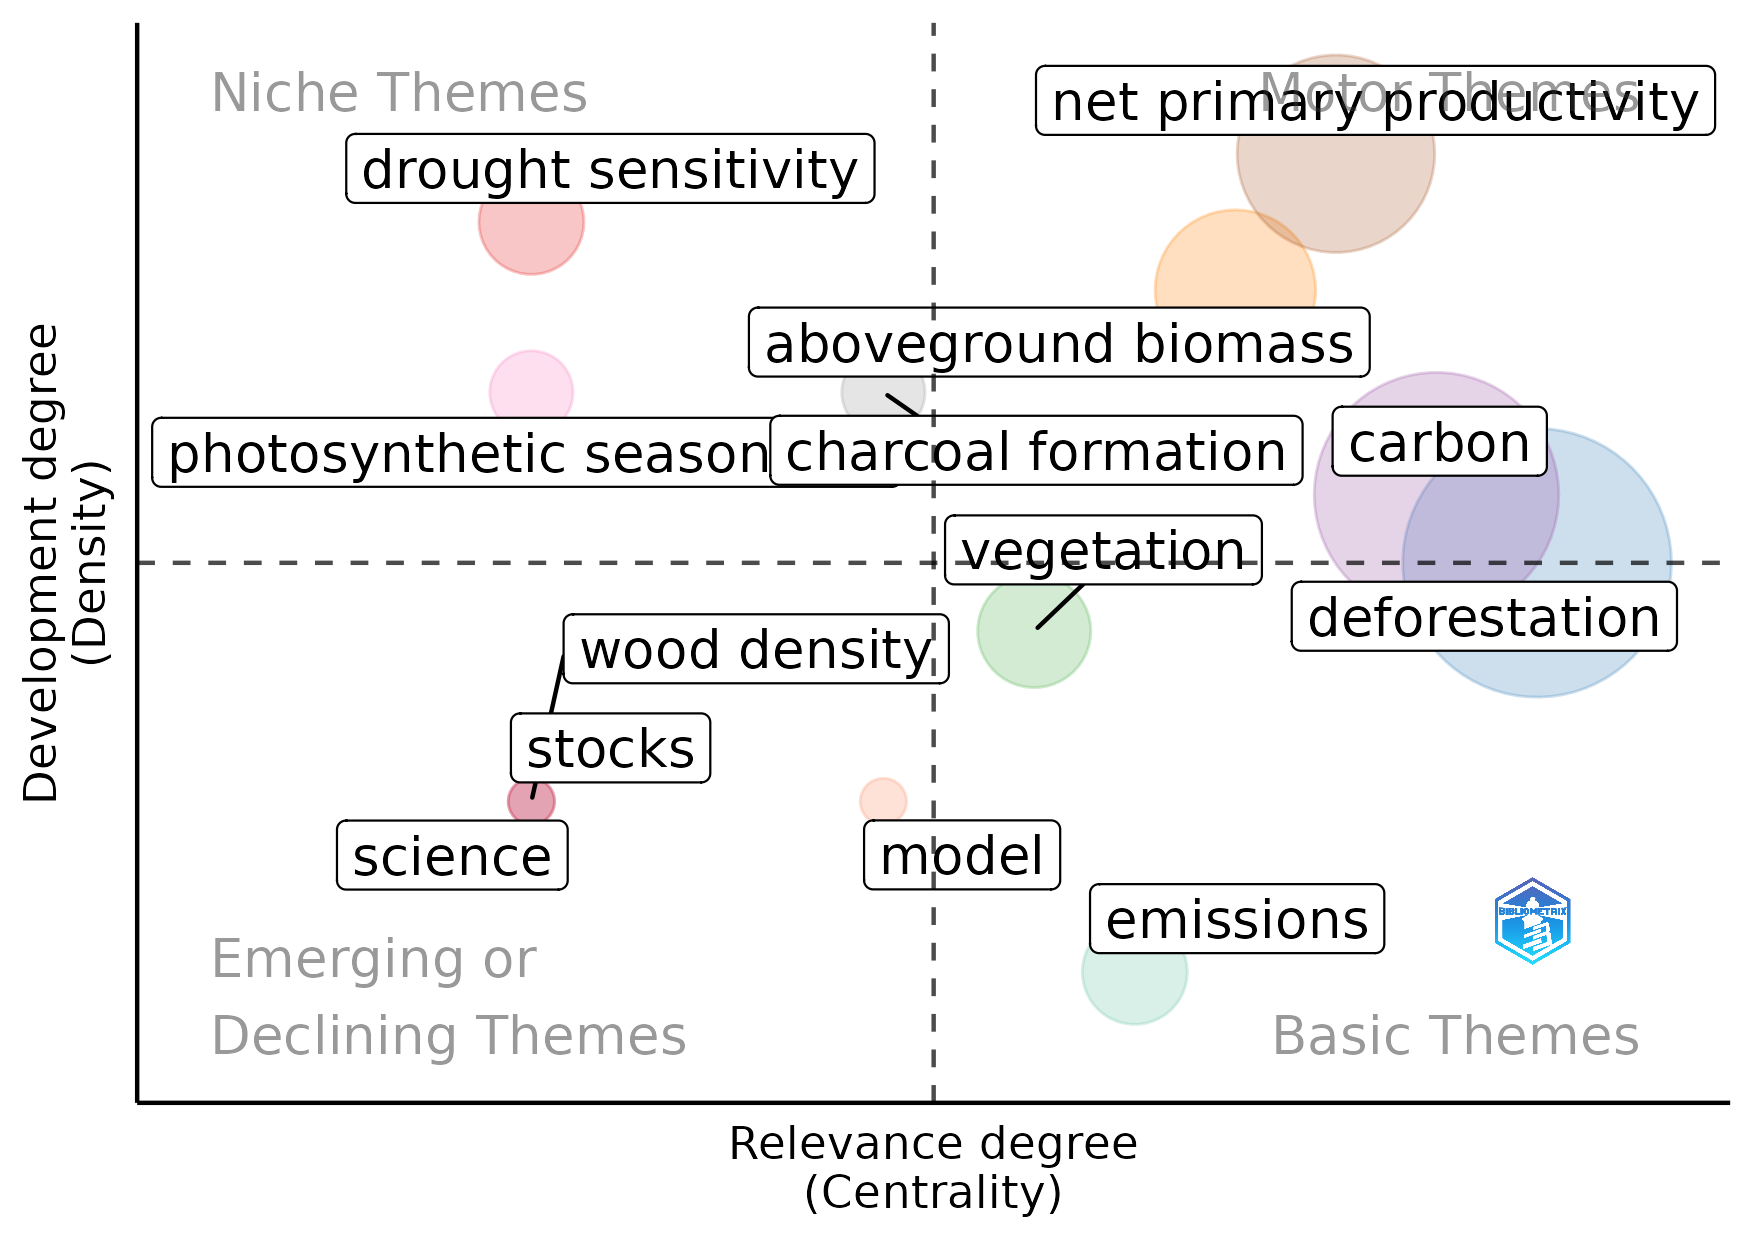 Niche Themes
Motor Themes
net primary productivity
drought sensitivity
aboveground biomass
photosynthetic season
charcoal formation
carbon
vegetation
deforestation
wood density
stocks
science
model
emissions
BIBLIOMETRIX
Emerging or
Declining Themes
Basic Themes
Development degree
(Density)
Relevance degree
(Centrality)